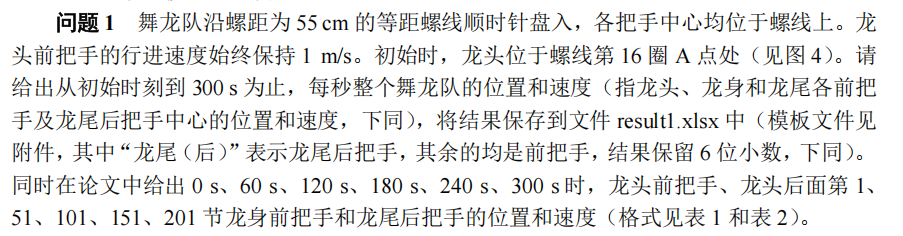 问题 1 舞龙队沿螺距为 55 cm 的等距螺线顺时针盘入，各把手中心均位于螺线上。龙
头前把手的行进速度始终保持 1 m/s。初始时，龙头位于螺线第 16 圈 A 点处（见图 4）。请
给出从初始时刻到 300 s 为止，每秒整个舞龙队的位置和速度（指龙头、龙身和龙尾各前把
手及龙尾后把手中心的位置和速度，下同），将结果保存到文件 result1.xlsx 中（模板文件见
附件，其中“龙尾（后）”表示龙尾后把手，其余的均是前把手，结果保留 6 位小数，下同）。
同时在论文中给出 0 s、60 s、120 s、180 s、240 s、300 s 时，龙头前把手、龙头后面第 1、
51、101、151、201 节龙身前把手和龙尾后把手的位置和速度（格式见表 1 和表 2）。